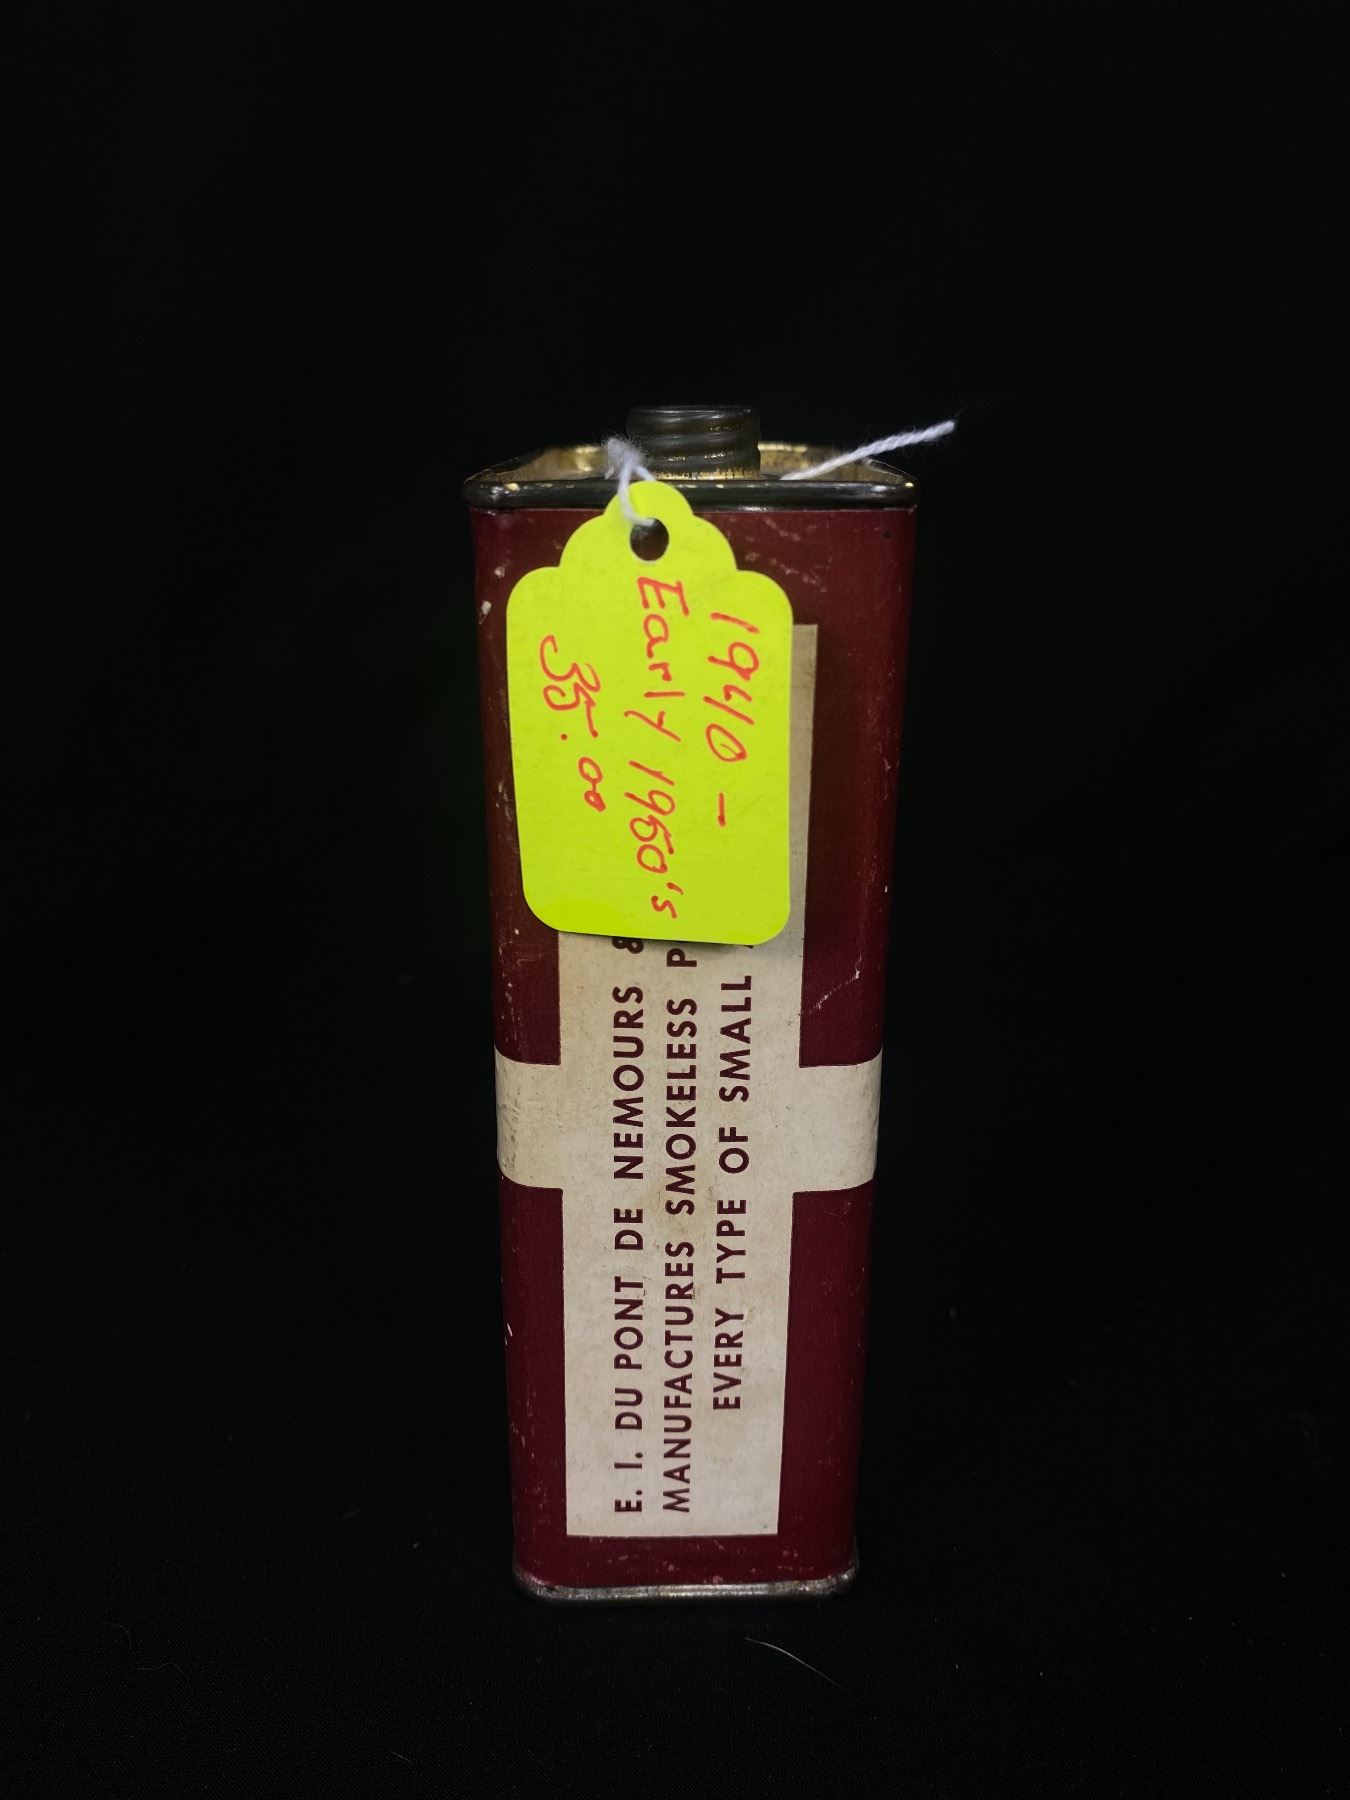 1940 -
Early 1950's
35.00
E. I. DU PONT DE NEMOURS &
MANUFACTURES SMOKELESS P
EVERY TYPE OF SMALL